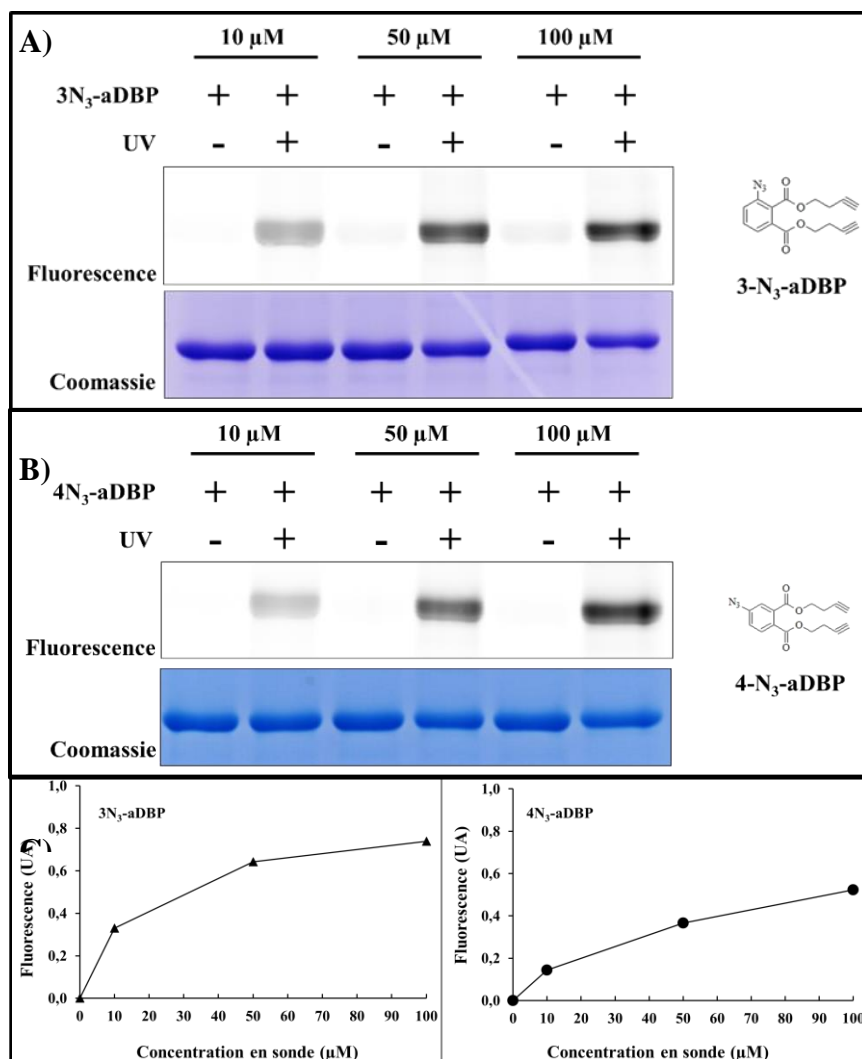 A)
10 µM 50 µM 100 µM
3N₃-aDBP + + + + + +
UV - + - + - +
Fluorescence
Coomassie
N₃
O
O
O
O
3-N₃-aDBP
B)
10 µM 50 µM 100 µM
4N₃-aDBP + + + + + +
UV - + - + - +
Fluorescence
Coomassie
N₃
O
O
O
O
4-N₃-aDBP
3N₃-aDBP
Fluorescence (UA)
1,0
0,8
0,6
0,4
0,2
0,0
0 10 20 30 40 50 60 70 80 90 100
Concentration en sonde (µM)
4N₃-aDBP
Fluorescence (UA)
1,0
0,8
0,6
0,4
0,2
0,0
0 10 20 30 40 50 60 70 80 90 100
Concentration en sonde (µM)